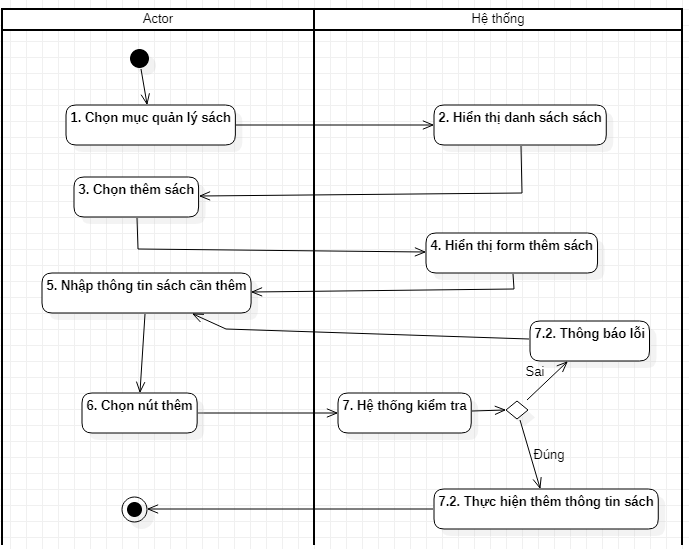 Actor
Hệ thống
1. Chọn mục quản lý sách
2. Hiển thị danh sách sách
3. Chọn thêm sách
4. Hiển thị form thêm sách
5. Nhập thông tin sách cần thêm
7.2. Thông báo lỗi
Sai
6. Chọn nút thêm
7. Hệ thống kiểm tra
Đúng
7.2. Thực hiện thêm thông tin sách